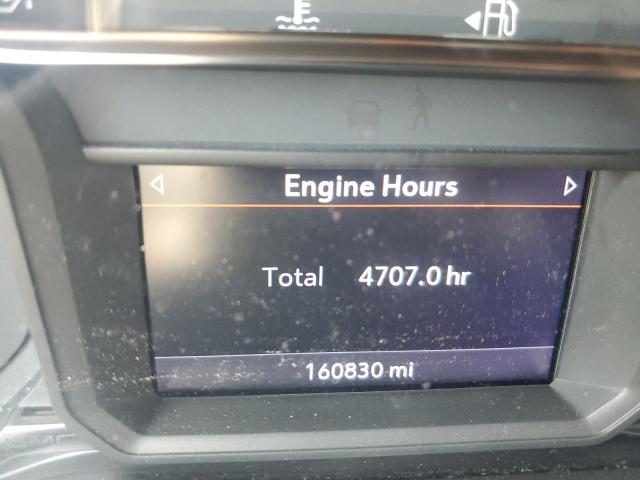 Engine Hours
Total 4707.0 hr
160830 mi